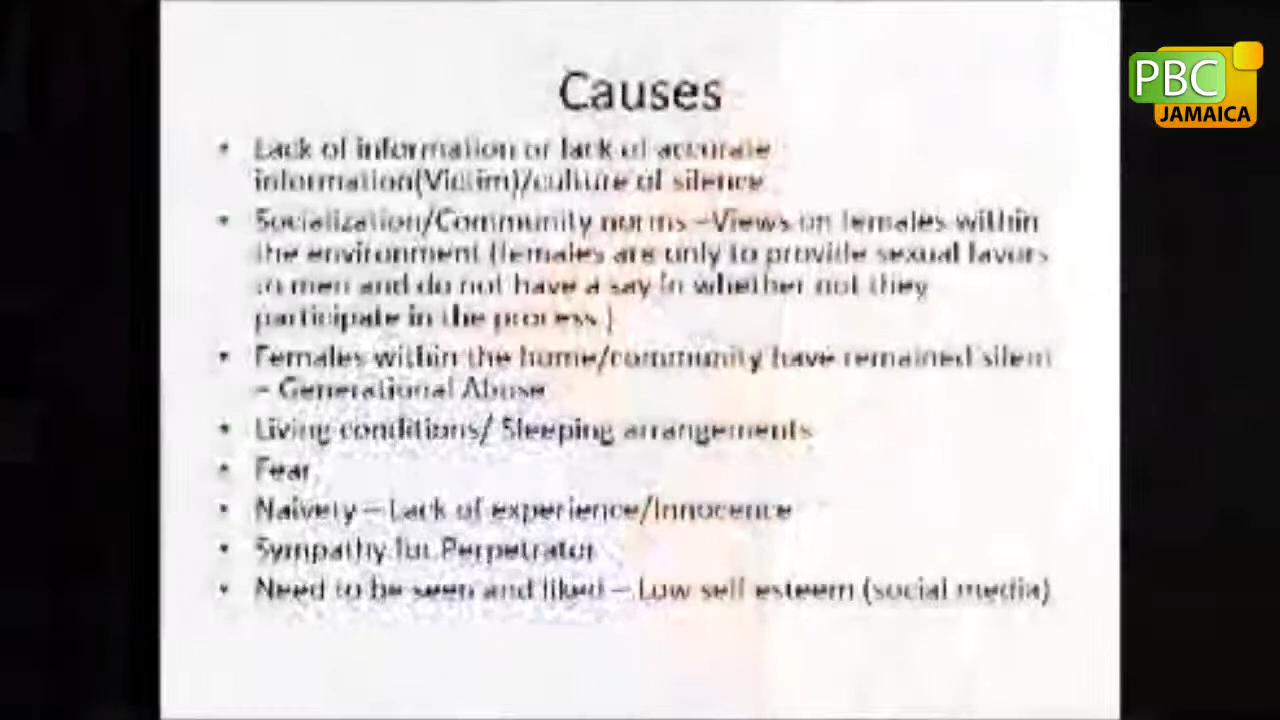 PBC
JAMAICA
Causes
• Lack of information or lack of accurate
information(Victim)/culture of silence
• Socialization/Community norms –Views on females within
the environment (females are only to provide sexual favors
to men and do not have a say in whether not they
participate in the process.)
• Females within the home/community have remained silent
– Generational Abuse
• Living conditions/ Sleeping arrangements
• Fear
• Naivety – Lack of experience/Innocence
• Sympathy for Perpetrator
• Need to be seen and liked – Low self esteem (social media)